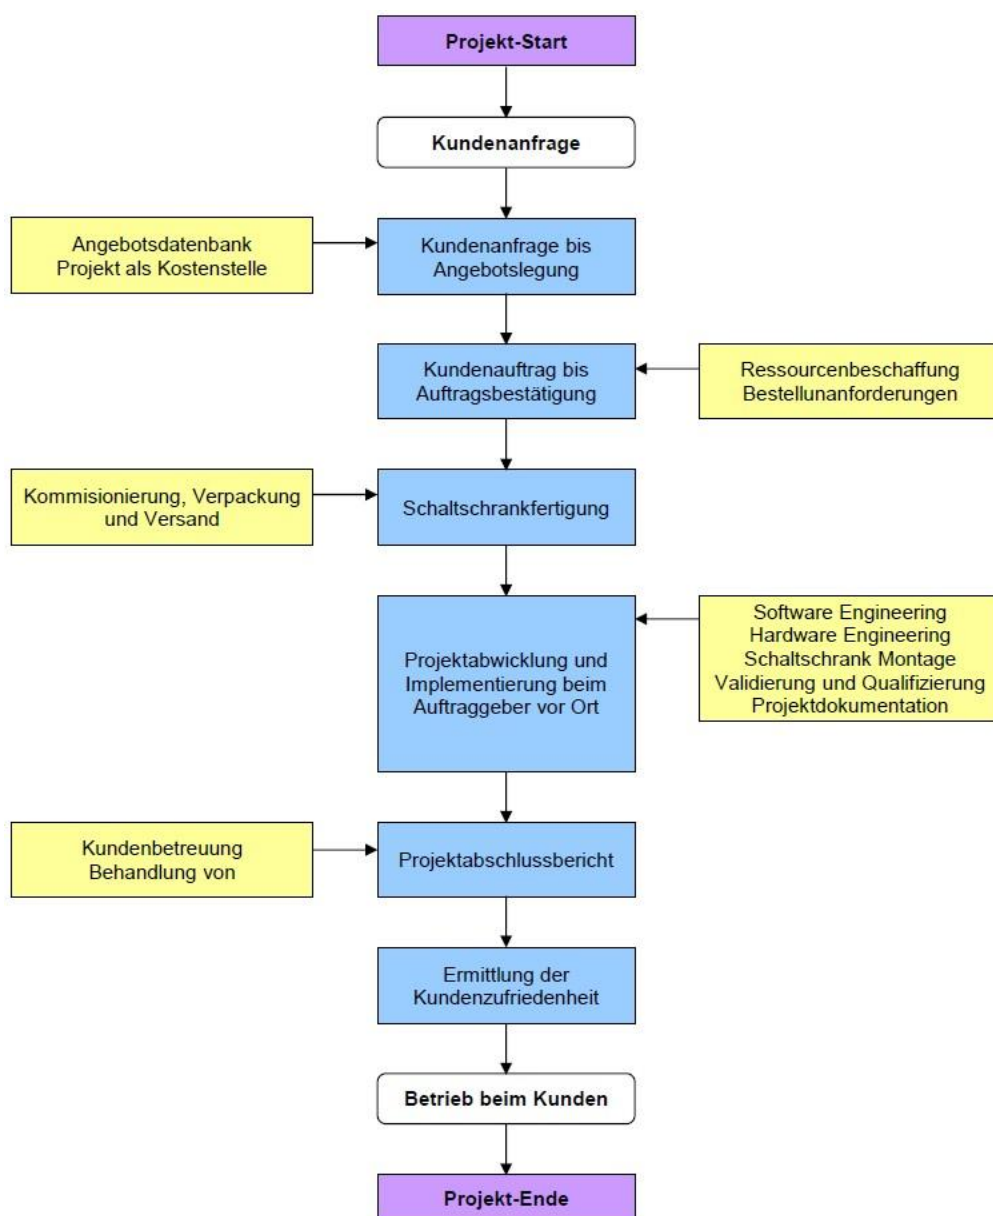 Projekt-Start
Kundenanfrage
Angebotsdatenbank
Projekt als Kostenstelle
Kundenanfrage bis
Angebotslegung
Kundenauftrag bis
Auftragsbestätigung
Ressourcenbeschaffung
Bestellunanforderungen
Kommisionierung, Verpackung
und Versand
Schaltschrankfertigung
Projektabwicklung und
Implementierung beim
Auftraggeber vor Ort
Software Engineering
Hardware Engineering
Schaltschrank Montage
Validierung und Qualifizierung
Projektdokumentation
Kundenbetreuung
Behandlung von
Projektabschlussbericht
Ermittlung der
Kundenzufriedenheit
Betrieb beim Kunden
Projekt-Ende